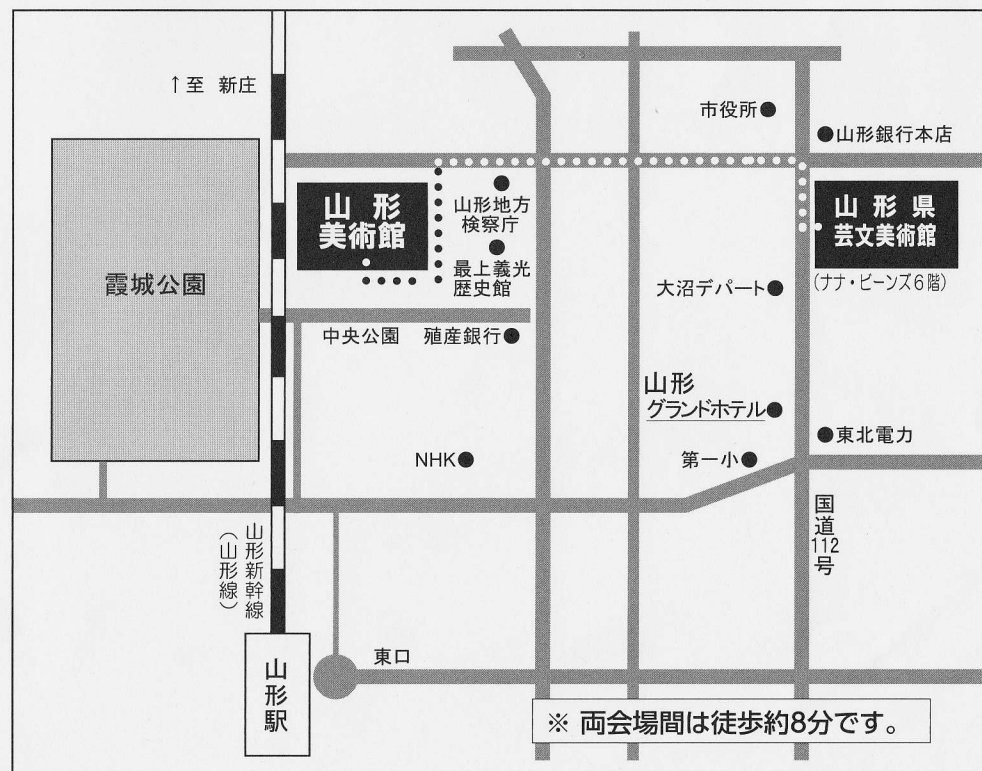 ↑至 新庄
市役所●
●山形銀行本店
山形
美術館
山形地方
検察庁
最上義光
歴史館
山形県
芸文美術館
(ナナ・ビーンズ6階)
霞城公園
大沼デパート●
中央公園
殖産銀行●
山形
グランドホテル●
●東北電力
NHK●
第一小●
国道112号
山形新幹線
(山形線)
東口
山形駅
※ 両会場間は徒歩約8分です。